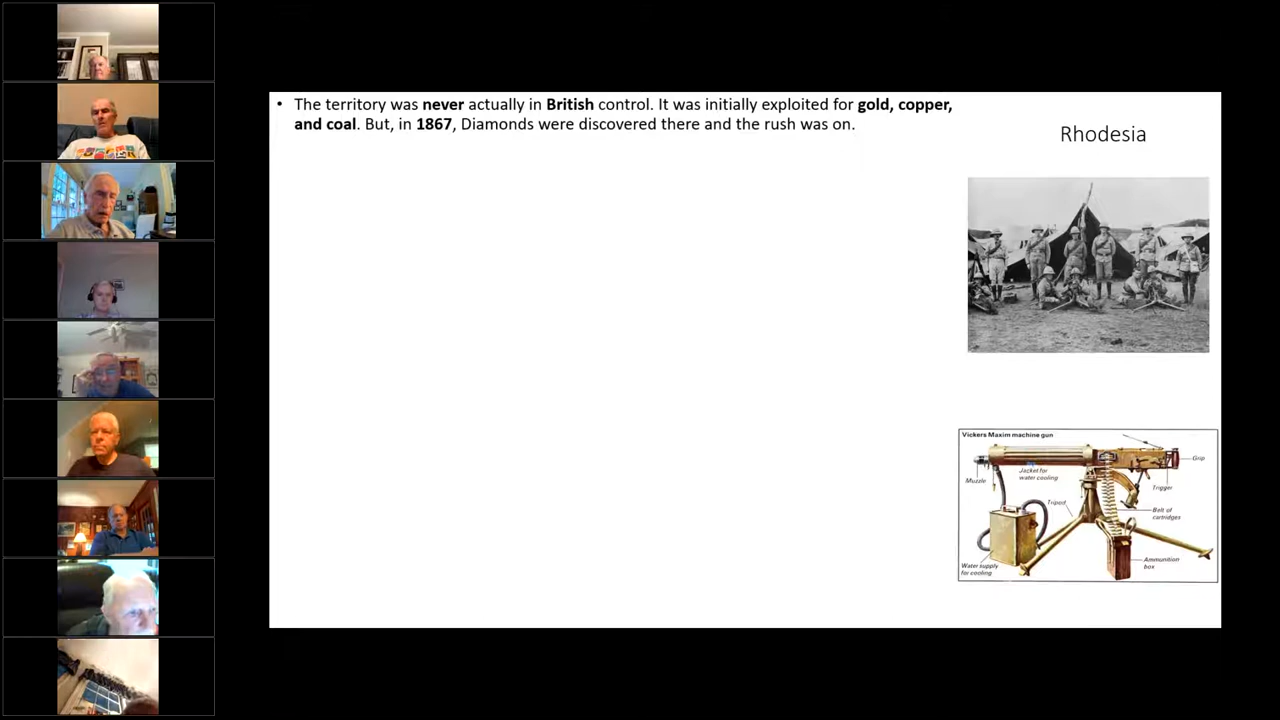 • The territory was never actually in British control. It was initially exploited for gold, copper,
and coal. But, in 1867, Diamonds were discovered there and the rush was on.
Rhodesia
Vickers Maxim machine gun
Grip
Muzzle
Jacket for
water cooling
Trigger
Tripod
Belt of
cartridges
Water supply
for cooling
Ammunition
box